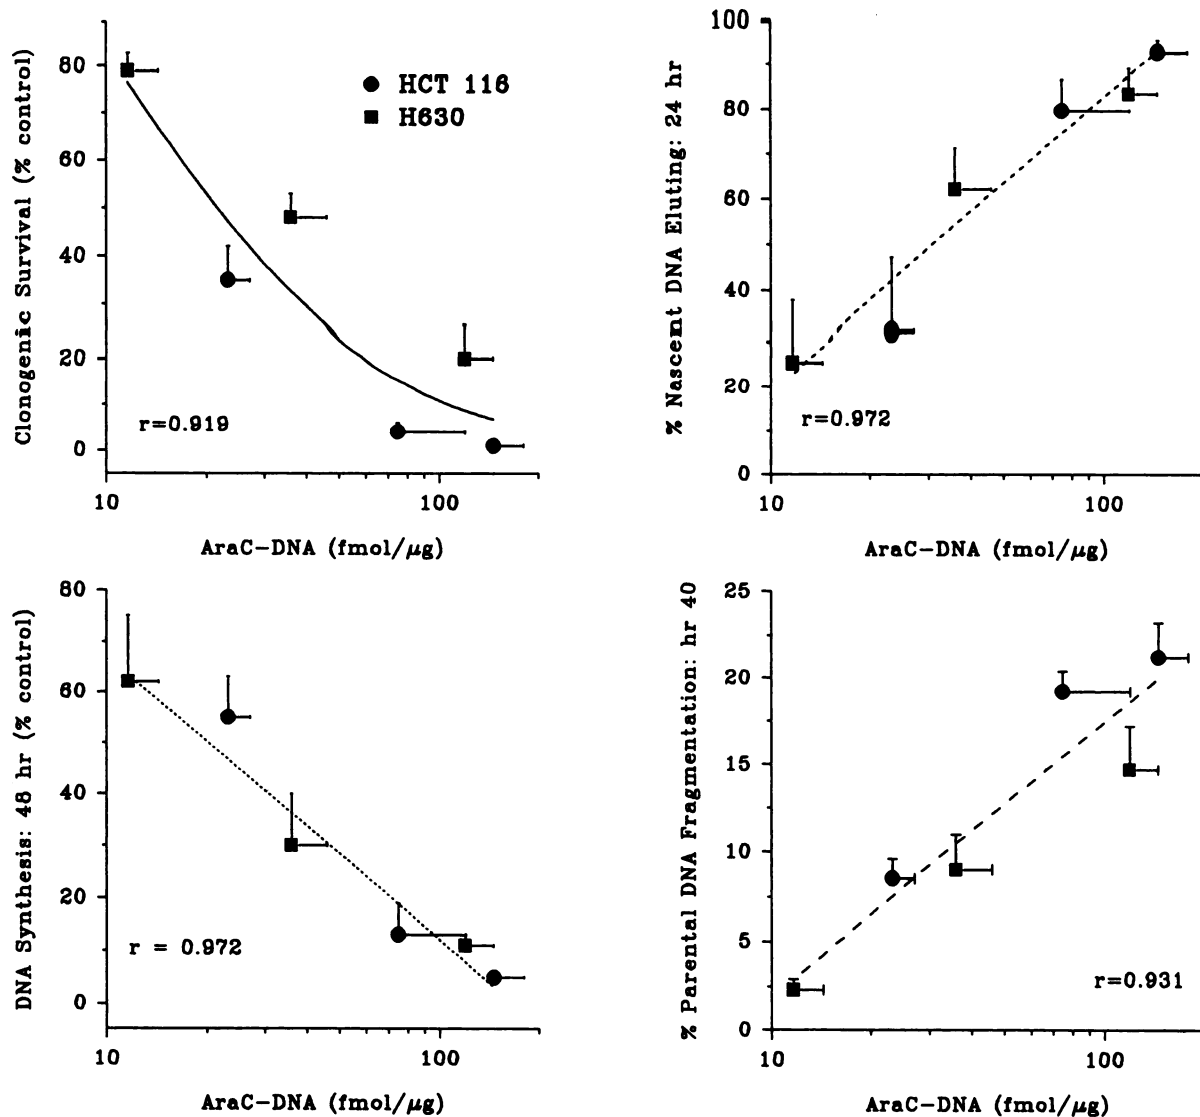 Clonogenic Survival (% control)
80
60
40
20
0
HCT 116
H630
r=0.919
10
100
AraC-DNA (fmol/μg)
% Nascent DNA Eluting: 24 hr
100
80
60
40
20
0
r=0.972
10
100
AraC-DNA (fmol/μg)
DNA Synthesis: 48 hr (% control)
80
60
40
20
0
r = 0.972
10
100
AraC-DNA (fmol/μg)
% Parental DNA Fragmentation: hr 40
25
20
15
10
5
0
r=0.931
10
100
AraC-DNA (fmol/μg)